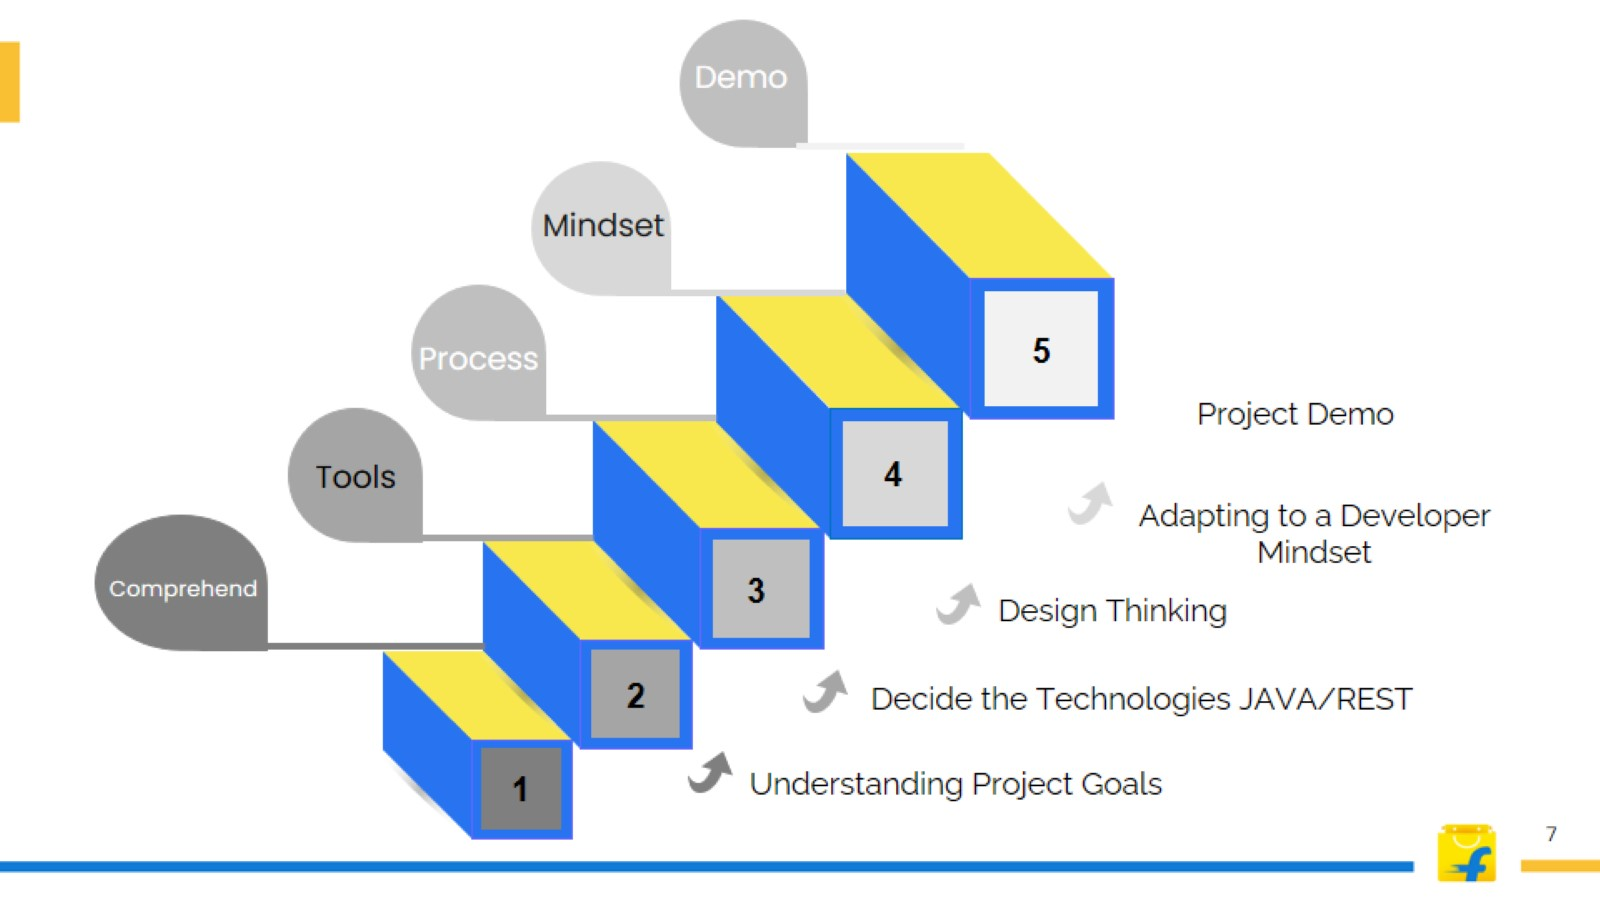 Demo
Mindset
Process
Tools
Comprehend
5
4
3
2
1
Project Demo
Adapting to a Developer
Mindset
Design Thinking
Decide the Technologies JAVA/REST
Understanding Project Goals
f
7